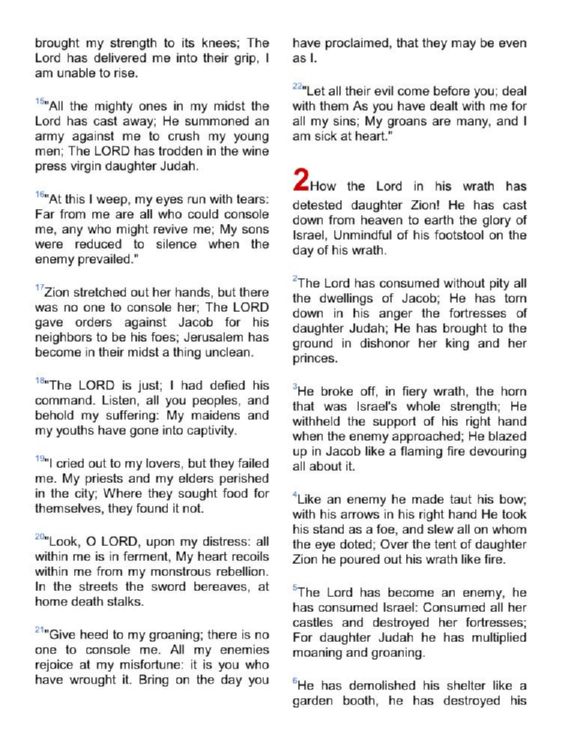 brought my strength to its knees; The
Lord has delivered me into their grip, I
am unable to rise.
15"All the mighty ones in my midst the
Lord has cast away; He summoned an
army against me to crush my young
men; The LORD has trodden in the wine
press virgin daughter Judah.
16"At this I weep, my eyes run with tears:
Far from me are all who could console
me, any who might revive me; My sons
were reduced to silence when the
enemy prevailed."
17Zion stretched out her hands, but there
was no one to console her; The LORD
gave orders against Jacob for his
neighbors to be his foes; Jerusalem has
become in their midst a thing unclean.
18"The LORD is just; I had defied his
command. Listen, all you peoples, and
behold my suffering: My maidens and
my youths have gone into captivity.
19"I cried out to my lovers, but they failed
me. My priests and my elders perished
in the city; Where they sought food for
themselves, they found it not.
20"Look, O LORD, upon my distress: all
within me is in ferment, My heart recoils
within me from my monstrous rebellion.
In the streets the sword bereaves, at
home death stalks.
21"Give heed to my groaning; there is no
one to console me. All my enemies
rejoice at my misfortune: it is you who
have wrought it. Bring on the day you
have proclaimed, that they may be even
as I.
22"Let all their evil come before you; deal
with them As you have dealt with me for
all my sins; My groans are many, and I
am sick at heart."
2How the Lord in his wrath has
detested daughter Zion! He has cast
down from heaven to earth the glory of
Israel, Unmindful of his footstool on the
day of his wrath.
2The Lord has consumed without pity all
the dwellings of Jacob; He has torn
down in his anger the fortresses of
daughter Judah; He has brought to the
ground in dishonor her king and her
princes.
3He broke off, in fiery wrath, the horn
that was Israel's whole strength; He
withheld the support of his right hand
when the enemy approached; He blazed
up in Jacob like a flaming fire devouring
all about it.
4Like an enemy he made taut his bow;
with his arrows in his right hand He took
his stand as a foe, and slew all on whom
the eye doted; Over the tent of daughter
Zion he poured out his wrath like fire.
5The Lord has become an enemy, he
has consumed Israel: Consumed all her
castles and destroyed her fortresses;
For daughter Judah he has multiplied
moaning and groaning.
6He has demolished his shelter like a
garden booth, he has destroyed his